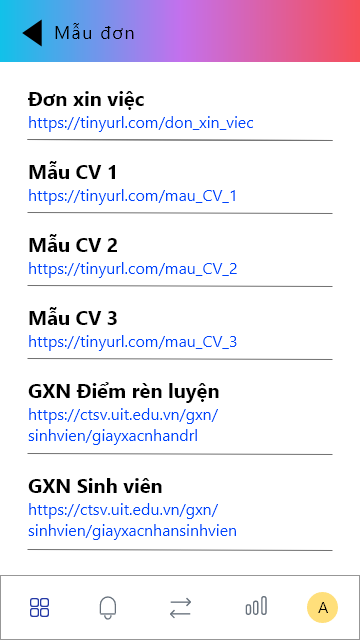 Mẫu đơn
Đơn xin việc
https://tinyurl.com/don_xin_viec
Mẫu CV 1
https://tinyurl.com/mau_CV_1
Mẫu CV 2
https://tinyurl.com/mau_CV_2
Mẫu CV 3
https://tinyurl.com/mau_CV_3
GXN Điểm rèn luyện
https://ctsv.uit.edu.vn/gxn/
sinhvien/giayxacnhandrl
GXN Sinh viên
https://ctsv.uit.edu.vn/gxn/
sinhvien/giayxacnhansinhvien
A